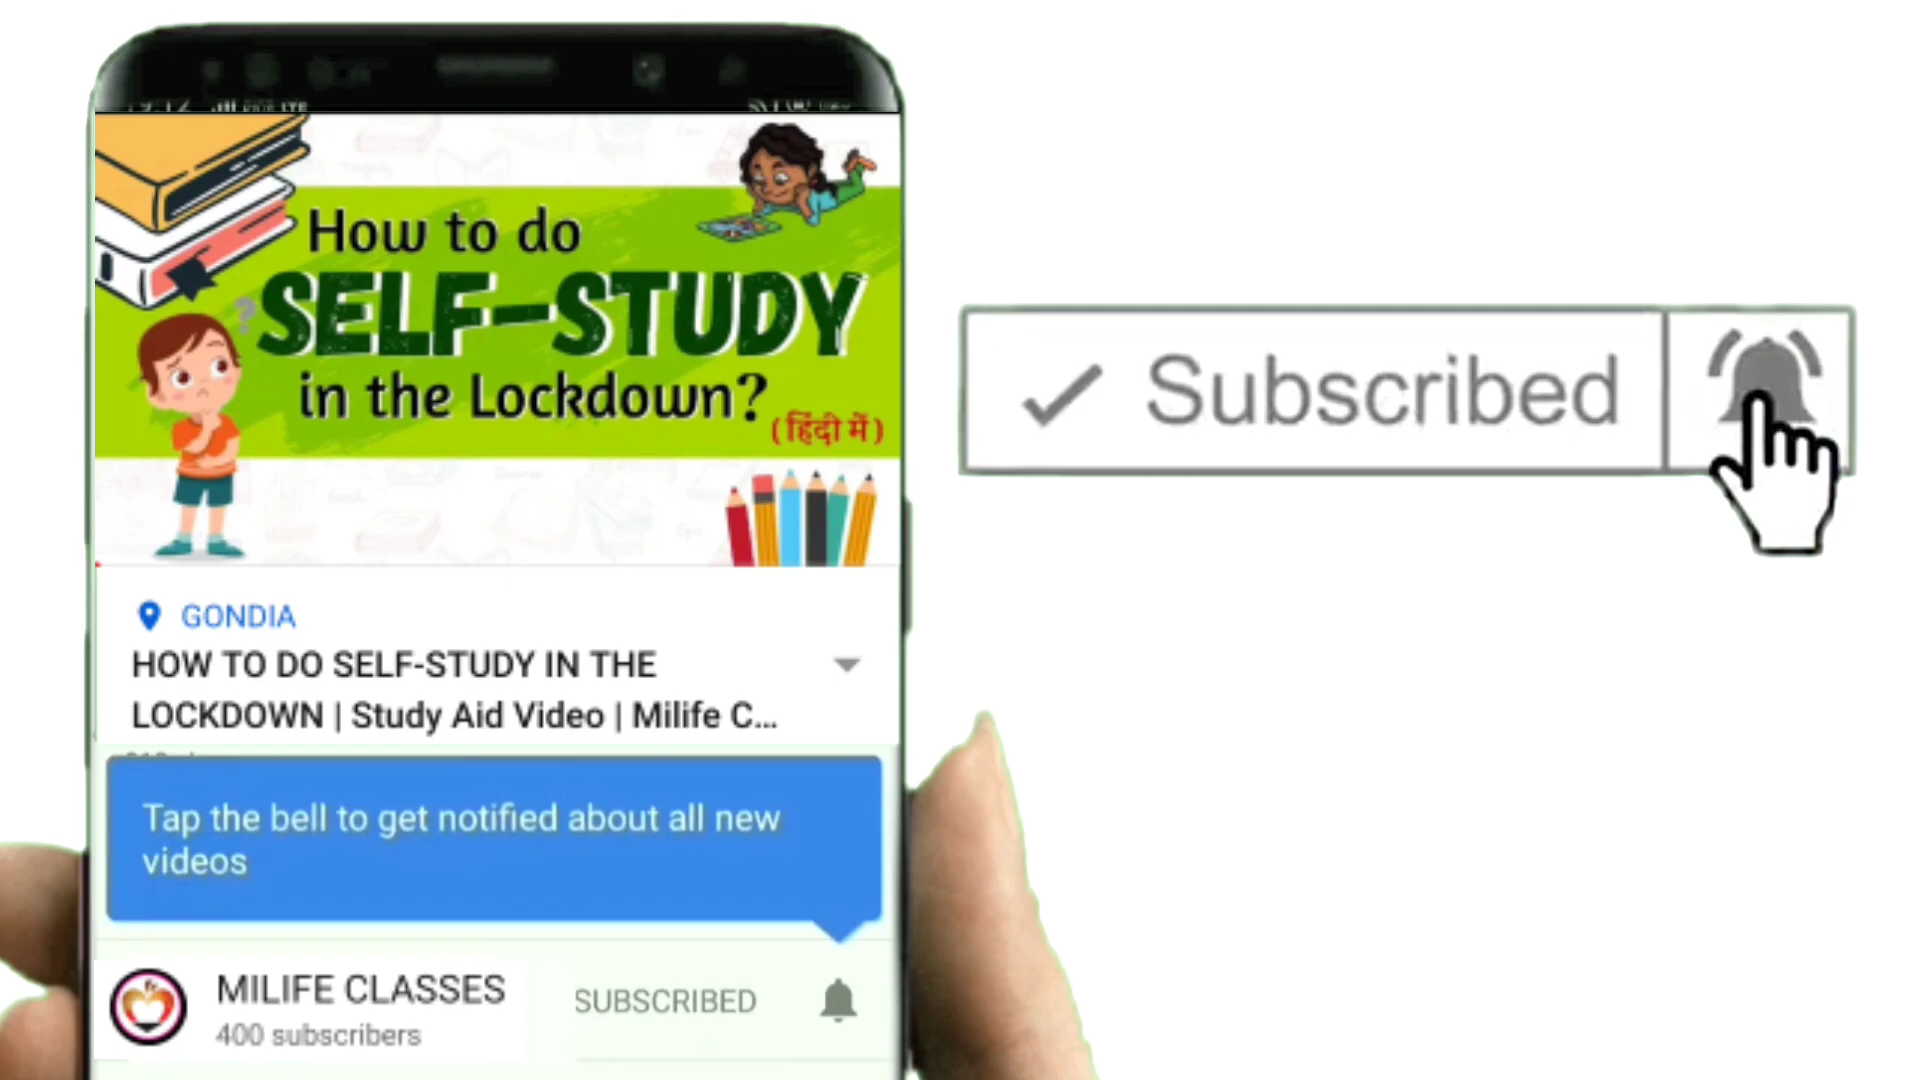 How to do
SELF-STUDY
in the Lockdown?
(हिंदी में)
GONDIA
HOW TO DO SELF-STUDY IN THE
LOCKDOWN | Study Aid Video | Milife C...
Tap the bell to get notified about all new
videos
MILIFE CLASSES
400 subscribers
SUBSCRIBED
Subscribed